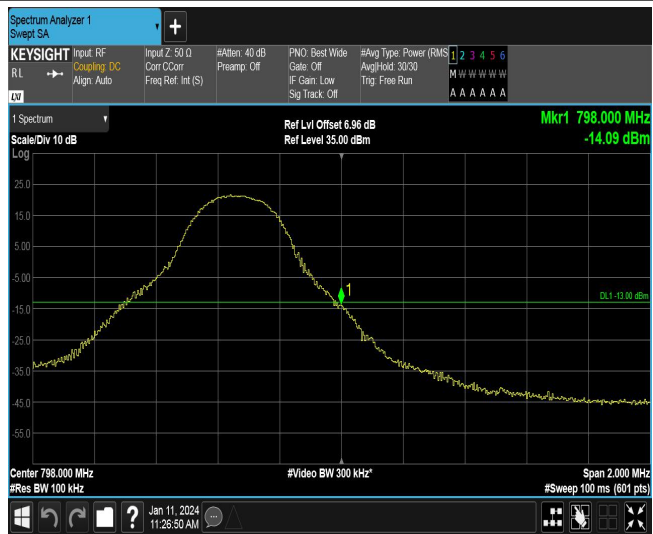 Spectrum Analyzer 1
Swept SA
+
KEYSIGHT
RL
LXI
Input: RF
Coupling: DC
Align: Auto
Input Z: 50 Ω
Corr CCorr
Freq Ref: Int (S)
#Atten: 40 dB
Preamp: Off
PNO: Best Wide
Gate: Off
IF Gain: Low
Sig Track: Off
#Avg Type: Power (RMS
Avg|Hold: 30/30
Trig: Free Run
1 2 3 4 5 6
M W W W W W
A A A A A A
1 Spectrum
Scale/Div 10 dB
Log
Ref Lvl Offset 6.96 dB
Ref Level 35.00 dBm
Mkr1 798.000 MHz
-14.09 dBm
25.0
15.0
5.00
-5.00
-15.0
-25.0
-35.0
-45.0
-55.0
1
DL1 -13.00 dBm
Center 798.000 MHz
#Res BW 100 kHz
#Video BW 300 kHz*
Span 2.000 MHz
#Sweep 100 ms (601 pts)
?
Jan 11, 2024
11:26:50 AM